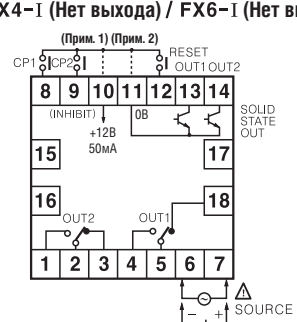 X4-I (Нет выхода) / FX6-I (Нет в
(Прим. 1) (Прим. 2)
RESET
CP1 CP2 OUT1 OUT2
8 9 10 11 12 13 14
(INHIBIT) 0В SOLID
STATE
OUT
+12В
50мА
15 17
16 18
OUT2 OUT1
1 2 3 4 5 6 7
SOURCE
- +